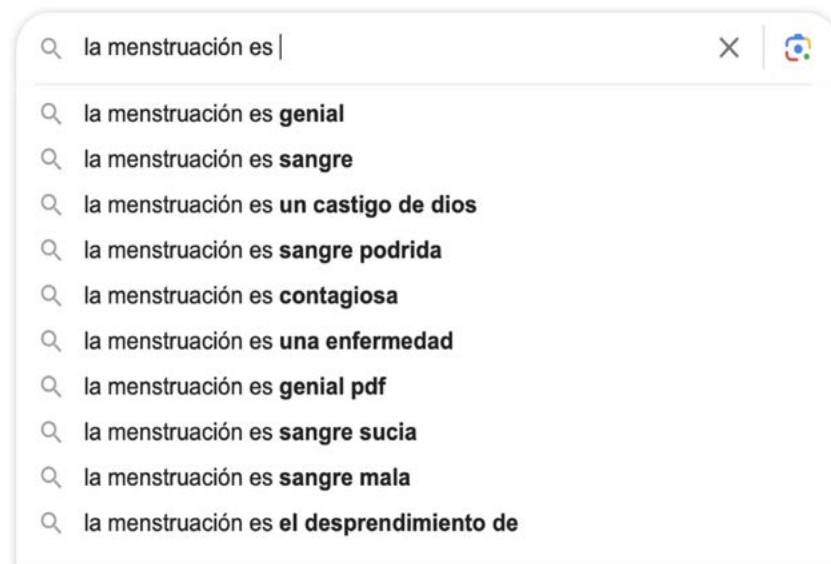 la menstruación es
la menstruación es genial
la menstruación es sangre
la menstruación es un castigo de dios
la menstruación es sangre podrida
la menstruación es contagiosa
la menstruación es una enfermedad
la menstruación es genial pdf
la menstruación es sangre sucia
la menstruación es sangre mala
la menstruación es el desprendimiento de